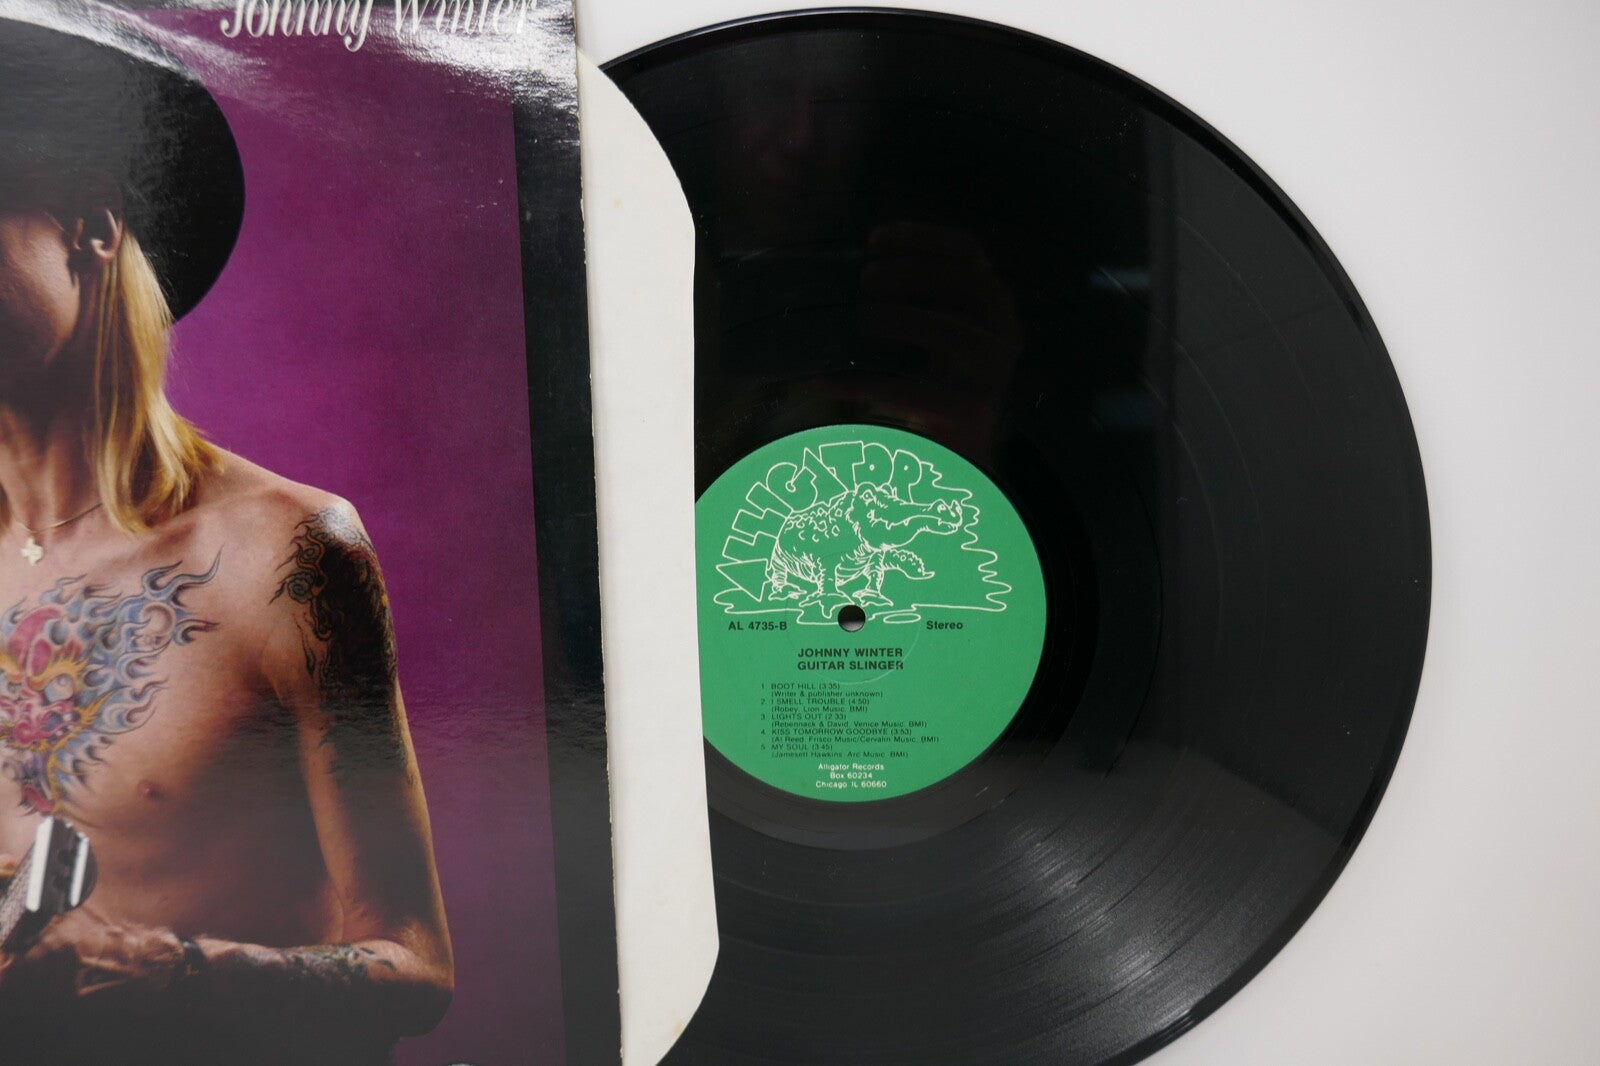 Johnny Winter
ALLIGATOR
AL 4735-B Stereo
JOHNNY WINTER
GUITAR SLINGER
1 BOOT HILL (3:35)
(Writer & publisher unknown)
2 I SMELL TROUBLE (4:50)
(Robey, Lion Music, BMI)
3 LIGHTS OUT (2:33)
(Rebenneck & David, Venice Music, BMI)
4 KISS TOMORROW GOODBYE (3:53)
(Al Reed, Frisco Music/Cervalin Music, BMI)
5 MY SOUL (3:45)
(Jamesett Hawkins, Arc Music, BMI)
Alligator Records
Box 60234
Chicago IL 60660